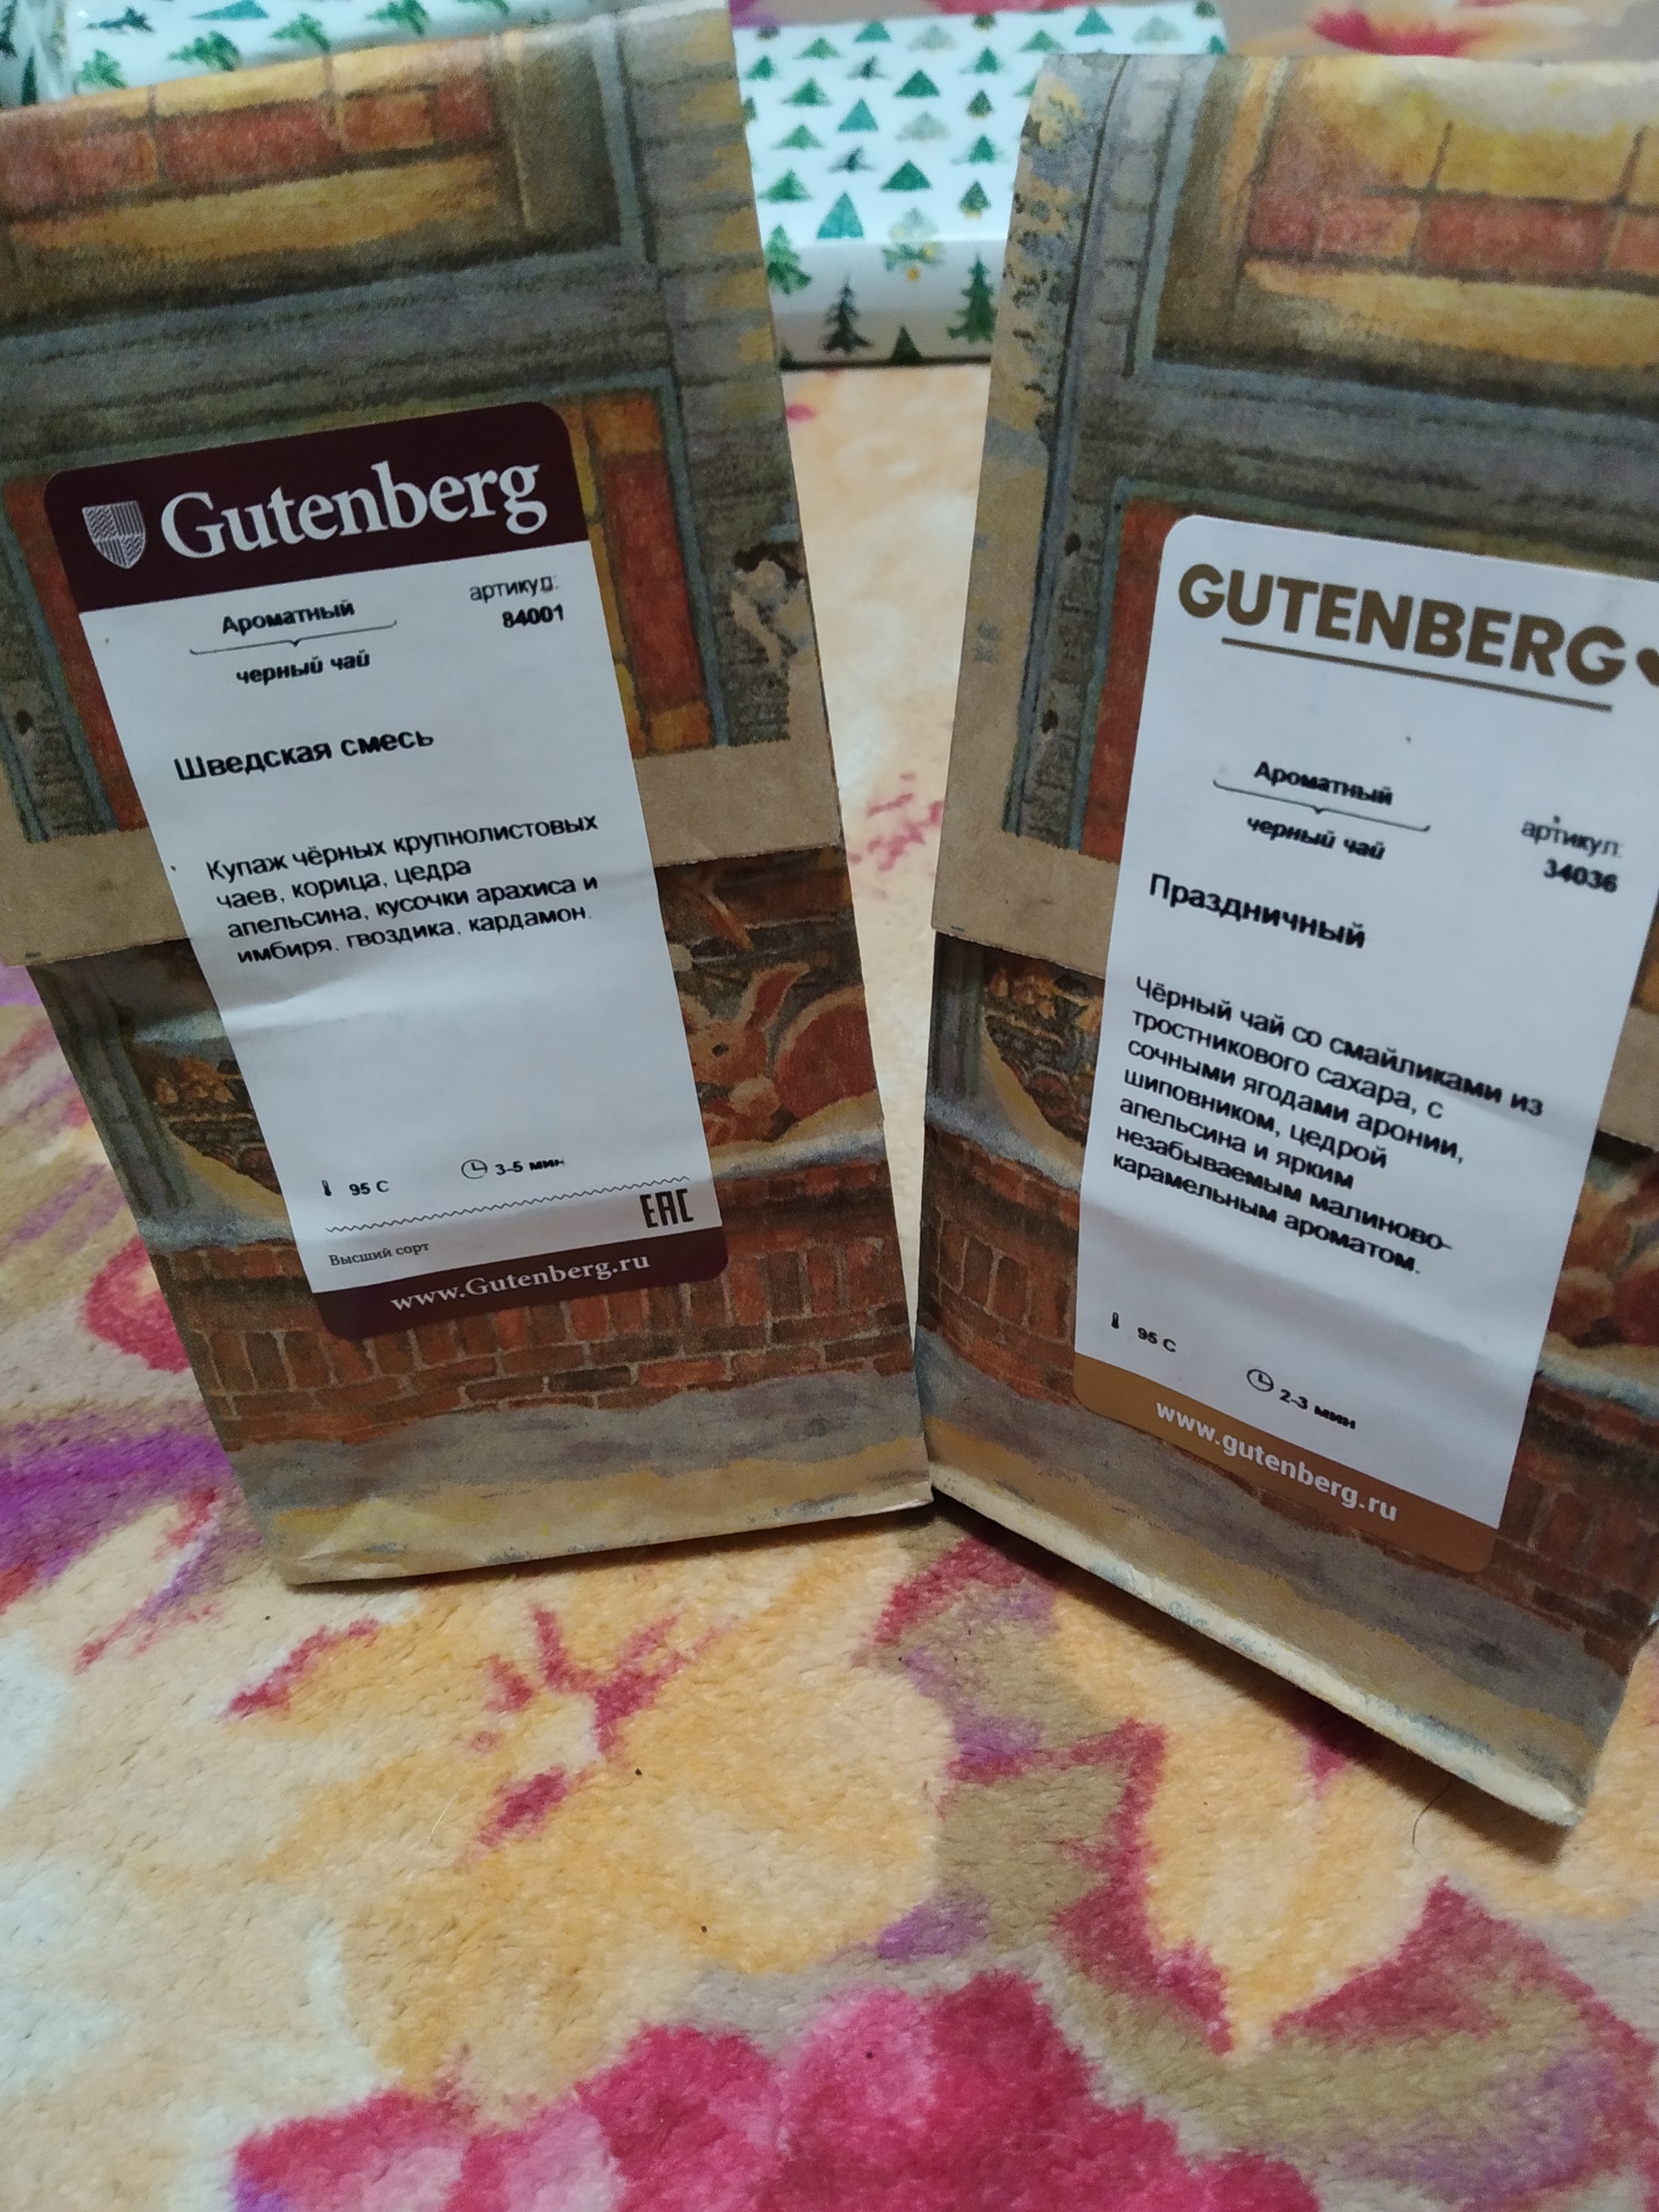 Gutenberg
Ароматный
черный чай
артикул:
84001
Шведская смесь
Купаж чёрных крупнолистовых
чаев, корица, цедра
апельсина, кусочки арахиса и
имбиря, гвоздика, кардамон.
95 C
3-5 мин
EAC
Высший сорт
www.Gutenberg.ru
GUTENBERG
Ароматный
черный чай
артикул:
34036
Праздничный
Чёрный чай со смайликами из
тростникового сахара, с
сочными ягодами аронии,
шиповником, цедрой
апельсина и ярким
незабываемым малиново-
карамельным ароматом.
95 C
2-3 мин
www.gutenberg.ru